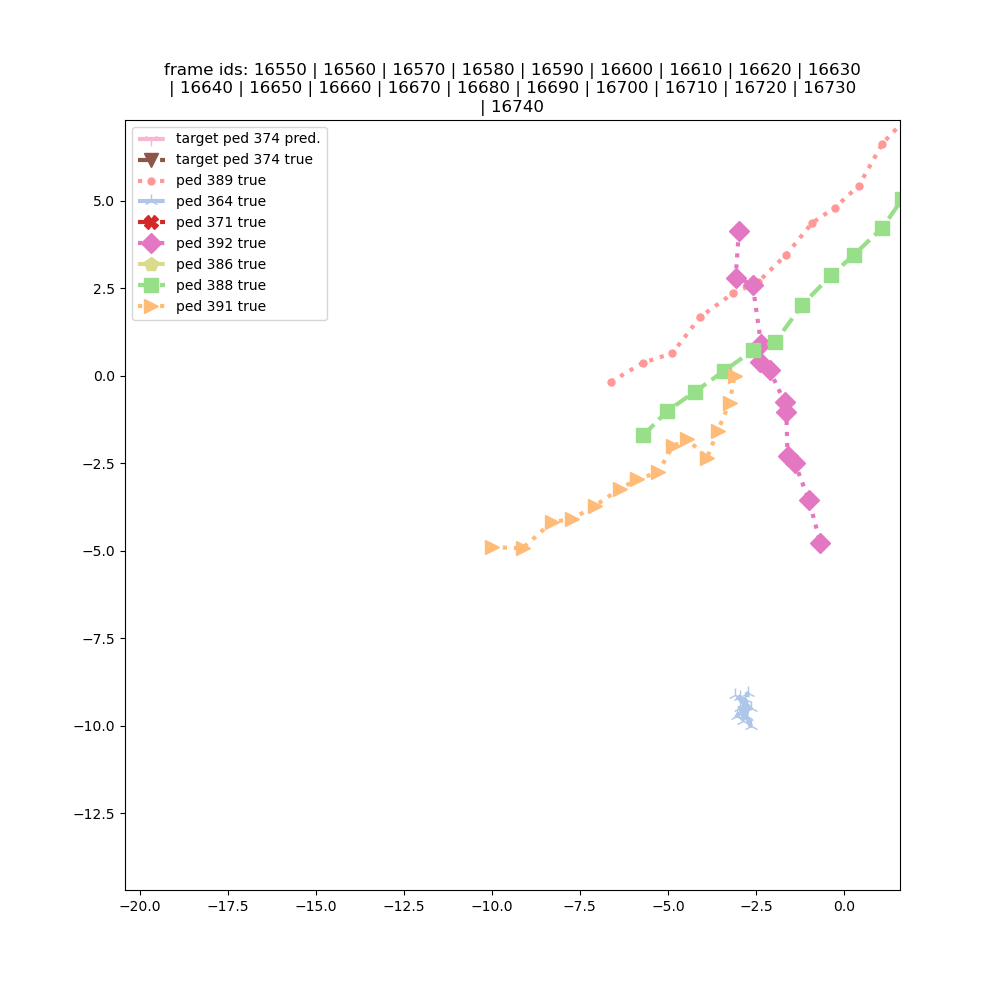 frame ids: 16550 | 16560 | 16570 | 16580 | 16590 | 16600 | 16610 | 16620 | 16630
| 16640 | 16650 | 16660 | 16670 | 16680 | 16690 | 16700 | 16710 | 16720 | 16730
| 16740
target ped 374 pred.
target ped 374 true
ped 389 true
ped 364 true
ped 371 true
ped 392 true
ped 386 true
ped 388 true
ped 391 true
5.0
2.5
0.0
−2.5
−5.0
−7.5
−10.0
−12.5
−20.0 −17.5 −15.0 −12.5 −10.0 −7.5 −5.0 −2.5 0.0